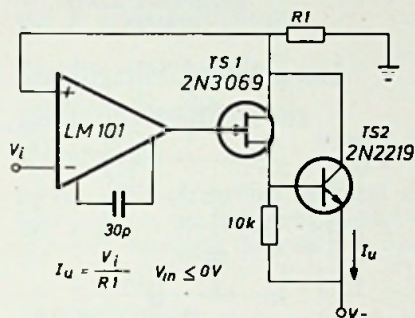 R1
TS1
2N3069
+
LM101
TS2
2N2219
Vi
−
30p
10k
Iu
Iu = Vi / R1 Vin ≤ 0V
V-